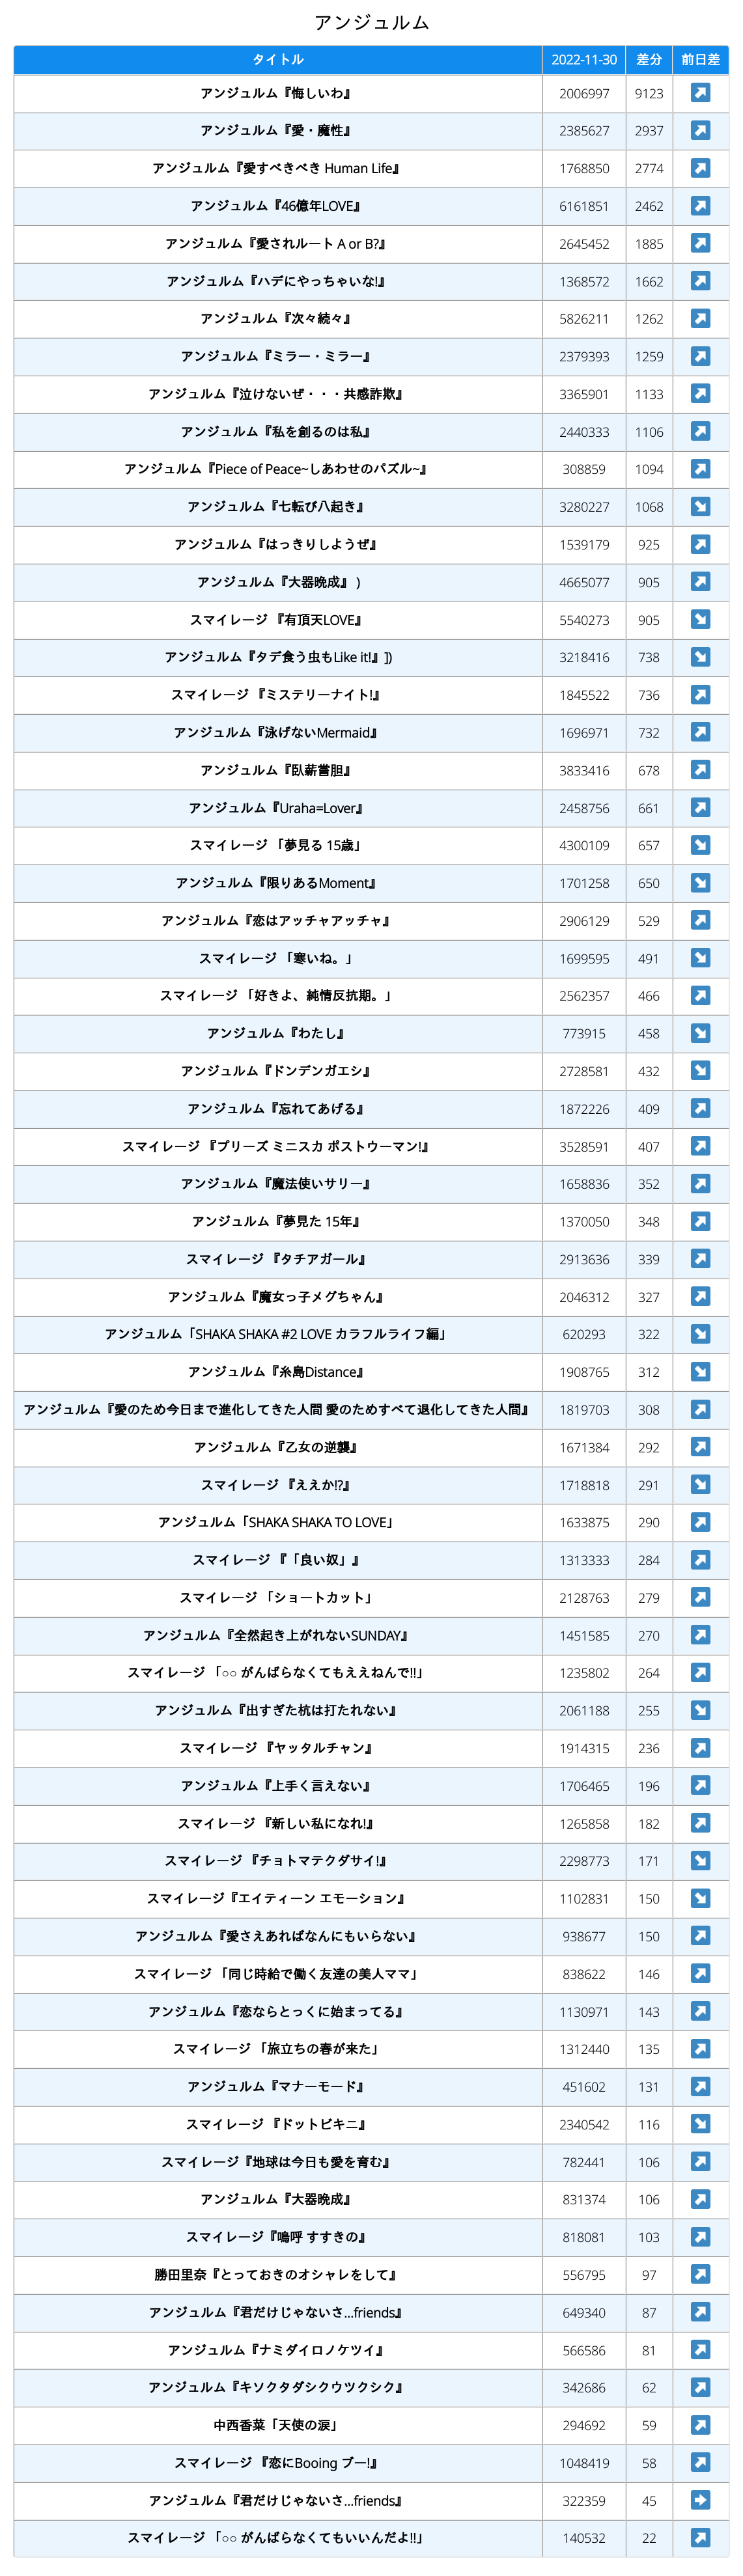 アンジュルム
タイトル 2022-11-30 差分 前日差
アンジュルム『悔しいわ』 2006997 9123
アンジュルム『愛・魔性』 2385627 2937
アンジュルム『愛すべきべき Human Life』 1768850 2774
アンジュルム『46億年LOVE』 6161851 2462
アンジュルム『愛されルート A or B?』 2645452 1885
アンジュルム『ハデにやっちゃいな!』 1368572 1662
アンジュルム『次々続々』 5826211 1262
アンジュルム『ミラー・ミラー』 2379393 1259
アンジュルム『泣けないぜ・・・共感詐欺』 3365901 1133
アンジュルム『私を創るのは私』 2440333 1106
アンジュルム『Piece of Peace~しあわせのパズル~』 308859 1094
アンジュルム『七転び八起き』 3280227 1068
アンジュルム『はっきりしようぜ』 1539179 925
アンジュルム『大器晩成』 ) 4665077 905
スマイレージ 『有頂天LOVE』 5540273 905
アンジュルム『タデ食う虫もLike it!』]) 3218416 738
スマイレージ 『ミステリーナイト!』 1845522 736
アンジュルム『泳げないMermaid』 1696971 732
アンジュルム『臥薪嘗胆』 3833416 678
アンジュルム『Uraha=Lover』 2458756 661
スマイレージ 「夢見る 15歳」 4300109 657
アンジュルム『限りあるMoment』 1701258 650
アンジュルム『恋はアッチャアッチャ』 2906129 529
スマイレージ 「寒いね。」 1699595 491
スマイレージ 「好きよ、純情反抗期。」 2562357 466
アンジュルム『わたし』 773915 458
アンジュルム『ドンデンガエシ』 2728581 432
アンジュルム『忘れてあげる』 1872226 409
スマイレージ 『プリーズ ミニスカ ポストウーマン!』 3528591 407
アンジュルム『魔法使いサリー』 1658836 352
アンジュルム『夢見た 15年』 1370050 348
スマイレージ 『タチアガール』 2913636 339
アンジュルム『魔女っ子メグちゃん』 2046312 327
アンジュルム「SHAKA SHAKA #2 LOVE カラフルライフ編」 620293 322
アンジュルム『糸島Distance』 1908765 312
アンジュルム『愛のため今日まで進化してきた人間 愛のためすべて退化してきた人間』 1819703 308
アンジュルム『乙女の逆襲』 1671384 292
スマイレージ 『ええか!?』 1718818 291
アンジュルム「SHAKA SHAKA TO LOVE」 1633875 290
スマイレージ 『「良い奴」』 1313333 284
スマイレージ 「ショートカット」 2128763 279
アンジュルム『全然起き上がれないSUNDAY』 1451585 270
スマイレージ 「○○ がんばらなくてもええねんで!!」 1235802 264
アンジュルム『出すぎた杭は打たれない』 2061188 255
スマイレージ 『ヤッタルチャン』 1914315 236
アンジュルム『上手く言えない』 1706465 196
スマイレージ 『新しい私になれ!』 1265858 182
スマイレージ 『チョトマテクダサイ!』 2298773 171
スマイレージ『エイティーン エモーション』 1102831 150
アンジュルム『愛さえあればなんにもいらない』 938677 150
スマイレージ 「同じ時給で働く友達の美人ママ」 838622 146
アンジュルム『恋ならとっくに始まってる』 1130971 143
スマイレージ 「旅立ちの春が来た」 1312440 135
アンジュルム『マナーモード』 451602 131
スマイレージ 『ドットビキニ』 2340542 116
スマイレージ『地球は今日も愛を育む』 782441 106
アンジュルム『大器晩成』 831374 106
スマイレージ『嗚呼 すすきの』 818081 103
勝田里奈『とっておきのオシャレをして』 556795 97
アンジュルム『君だけじゃないさ...friends』 649340 87
アンジュルム『ナミダイロノケツイ』 566586 81
アンジュルム『キソクタダシクウツクシク』 342686 62
中西香菜「天使の涙」 294692 59
スマイレージ 『恋にBooing ブー!』 1048419 58
アンジュルム『君だけじゃないさ...friends』 322359 45
スマイレージ 「○○ がんばらなくてもいいんだよ!!」 140532 22